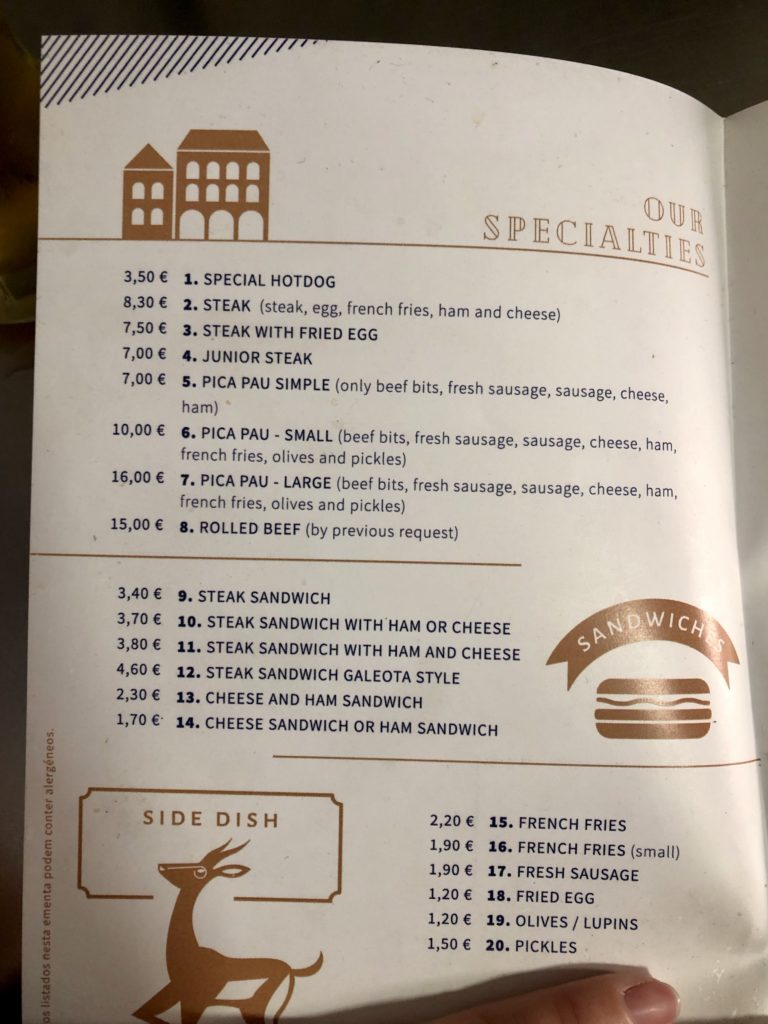 OUR
SPECIALTIES
3,50 € 1. SPECIAL HOTDOG
8,30 € 2. STEAK (steak, egg, french fries, ham and cheese)
7,50 € 3. STEAK WITH FRIED EGG
7,00 € 4. JUNIOR STEAK
7,00 € 5. PICA PAU SIMPLE (only beef bits, fresh sausage, sausage, cheese,
ham)
10,00 € 6. PICA PAU - SMALL (beef bits, fresh sausage, sausage, cheese, ham,
french fries, olives and pickles)
16,00 € 7. PICA PAU - LARGE (beef bits, fresh sausage, sausage, cheese, ham,
french fries, olives and pickles)
15,00 € 8. ROLLED BEEF (by previous request)
SANDWICHES
3,40 € 9. STEAK SANDWICH
3,70 € 10. STEAK SANDWICH WITH HAM OR CHEESE
3,80 € 11. STEAK SANDWICH WITH HAM AND CHEESE
4,60 € 12. STEAK SANDWICH GALEOTA STYLE
2,30 € 13. CHEESE AND HAM SANDWICH
1,70 € 14. CHEESE SANDWICH OR HAM SANDWICH
SIDE DISH
2,20 € 15. FRENCH FRIES
1,90 € 16. FRENCH FRIES (small)
1,90 € 17. FRESH SAUSAGE
1,20 € 18. FRIED EGG
1,20 € 19. OLIVES / LUPINS
1,50 € 20. PICKLES
os listados nesta ementa podem conter alergéneos.